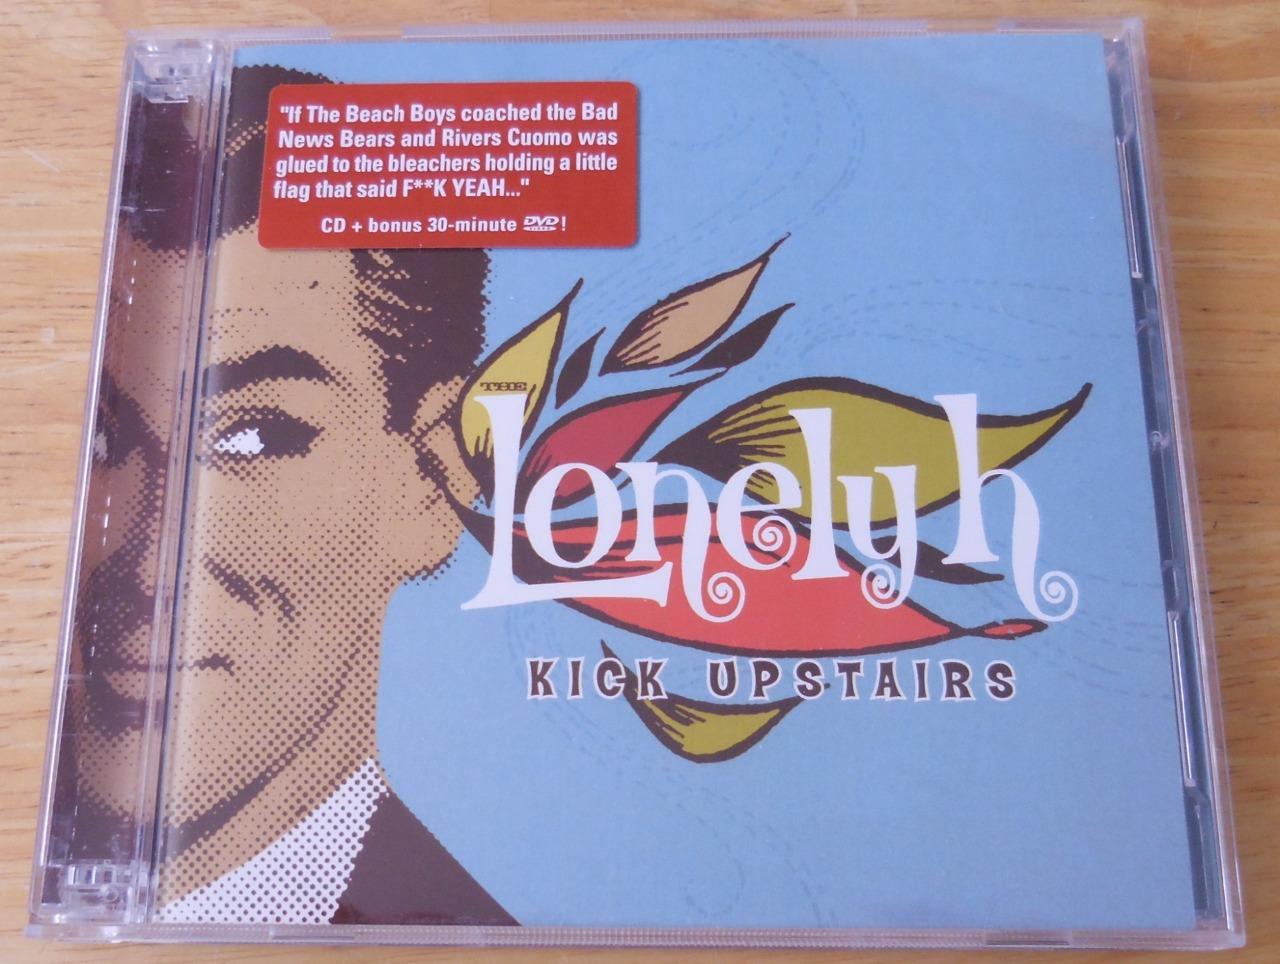 "If The Beach Boys coached the Bad
News Bears and Rivers Cuomo was
glued to the bleachers holding a little
flag that said F**K YEAH..."
CD + bonus 30-minute DVD VIDEO !
THE
Lonely h
KICK UPSTAIRS